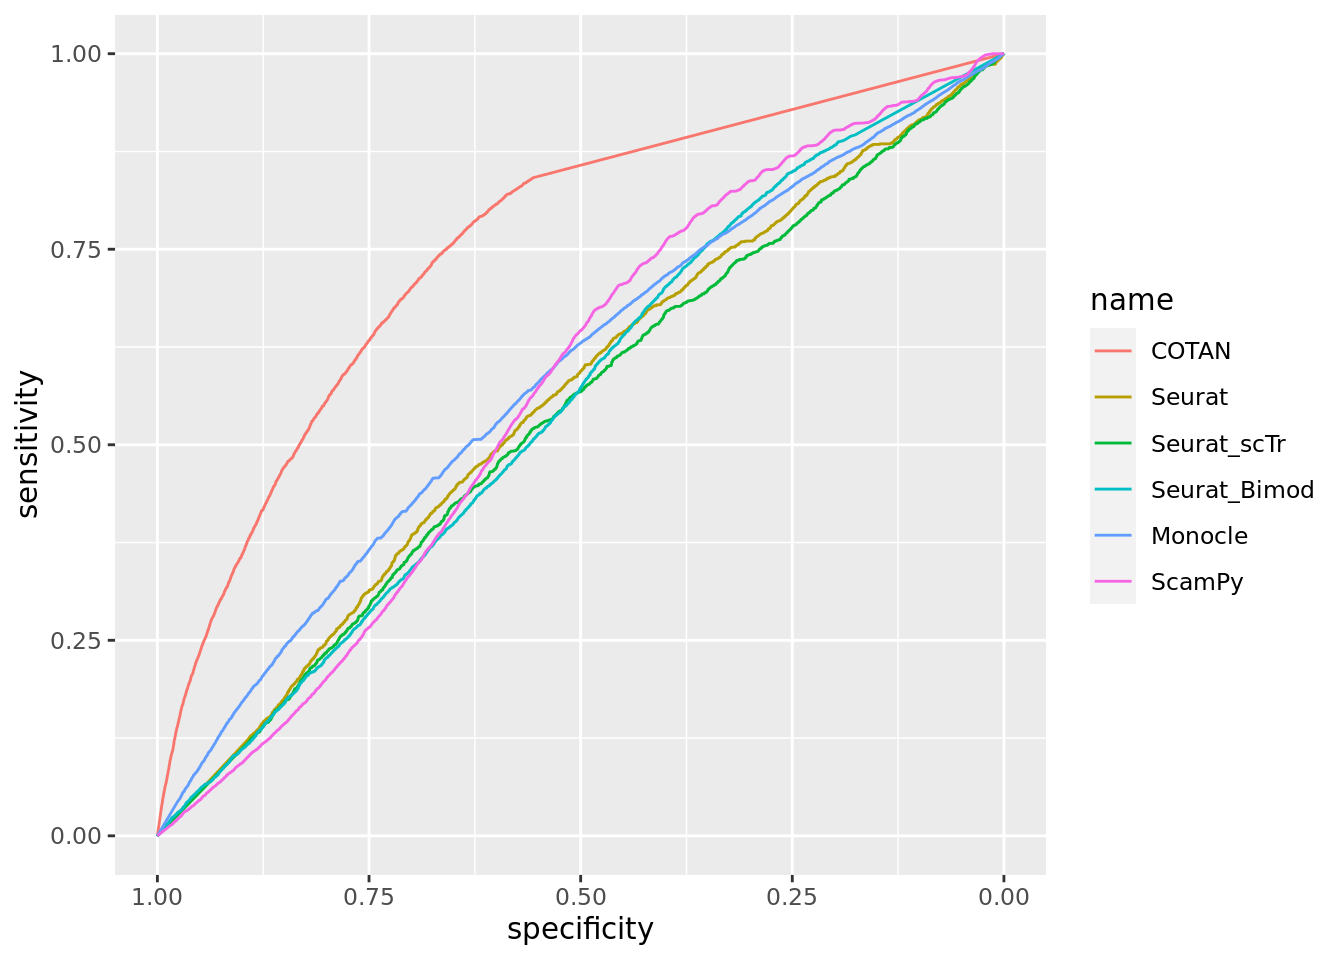 1.00
0.75
0.50
0.25
0.00
sensitivity
1.00 0.75 0.50 0.25 0.00
specificity
name
COTAN
Seurat
Seurat_scTr
Seurat_Bimod
Monocle
ScamPy